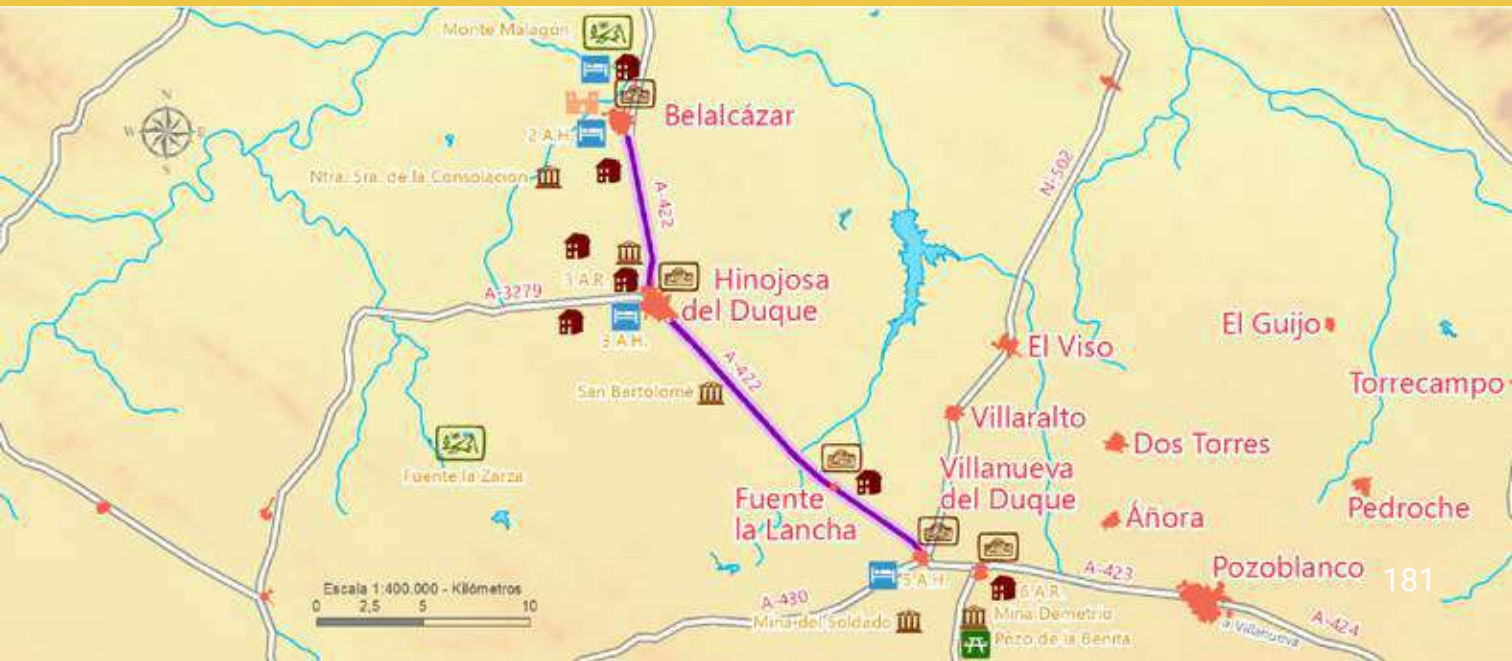 Monte Malagón
N
W
E
S
Belalcázar
2 A.H.
Ntra. Sra. de la Consolación
A-422
N-502
3 A.R.
A-3279
Hinojosa
del Duque
3 A.H.
A-422
San Bartolomé
El Viso
El Guijo
Torrecampo
Villaralto
Dos Torres
Fuente la Zarza
Villanueva
del Duque
Fuente
la Lancha
Áñora
Pedroche
Pozoblanco
181
A-423
5 A.H.
6 A.R.
A-430
Mina del Soldado
Mina Demetrio
Pozo de la Benita
a Villanueva
A-424
Escala 1:400.000 - Kilómetros
0 2,5 5 10